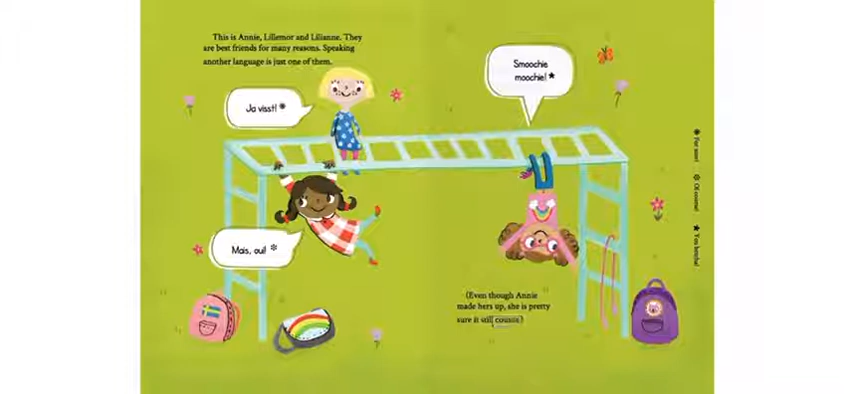 This is Annie, Lillemor and Lilianne. They
are best friends for many reasons. Speaking
another language is just one of them.
Ja visst! ✺
Smoochie
moochie! ★
Mais, oui! ✲
✺ For sure! ✲ Of course! ★ You betcha!
(Even though Annie
made hers up, she is pretty
sure it still counts.)